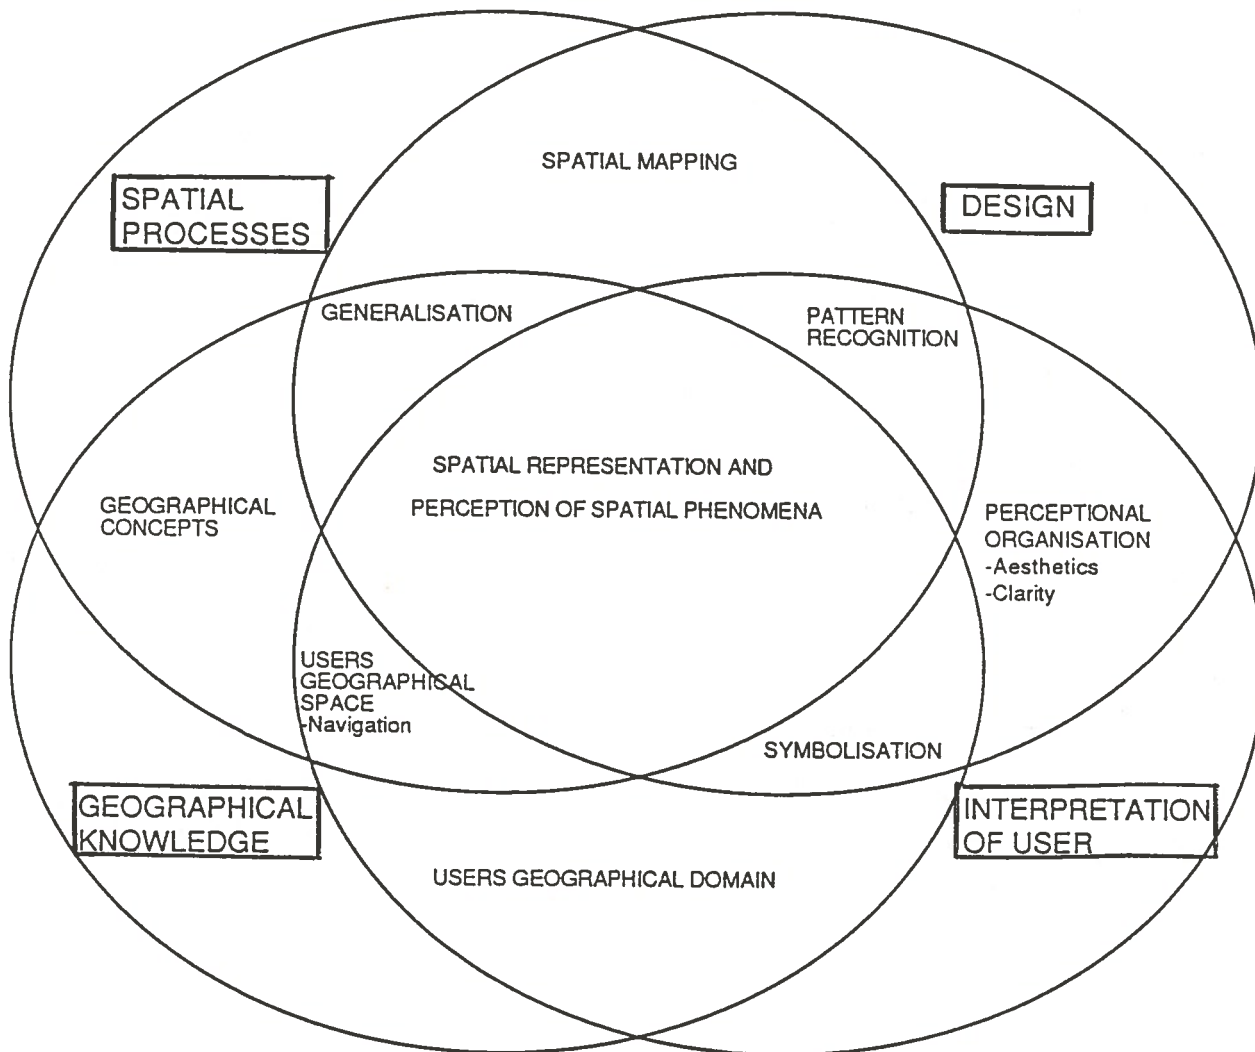 SPATIAL MAPPING
SPATIAL
PROCESSES
DESIGN
GENERALISATION
PATTERN
RECOGNITION
SPATIAL REPRESENTATION AND
PERCEPTION OF SPATIAL PHENOMENA
GEOGRAPHICAL
CONCEPTS
PERCEPTIONAL
ORGANISATION
-Aesthetics
-Clarity
USERS
GEOGRAPHICAL
SPACE
-Navigation
SYMBOLISATION
GEOGRAPHICAL
KNOWLEDGE
INTERPRETATION
OF USER
USERS GEOGRAPHICAL DOMAIN